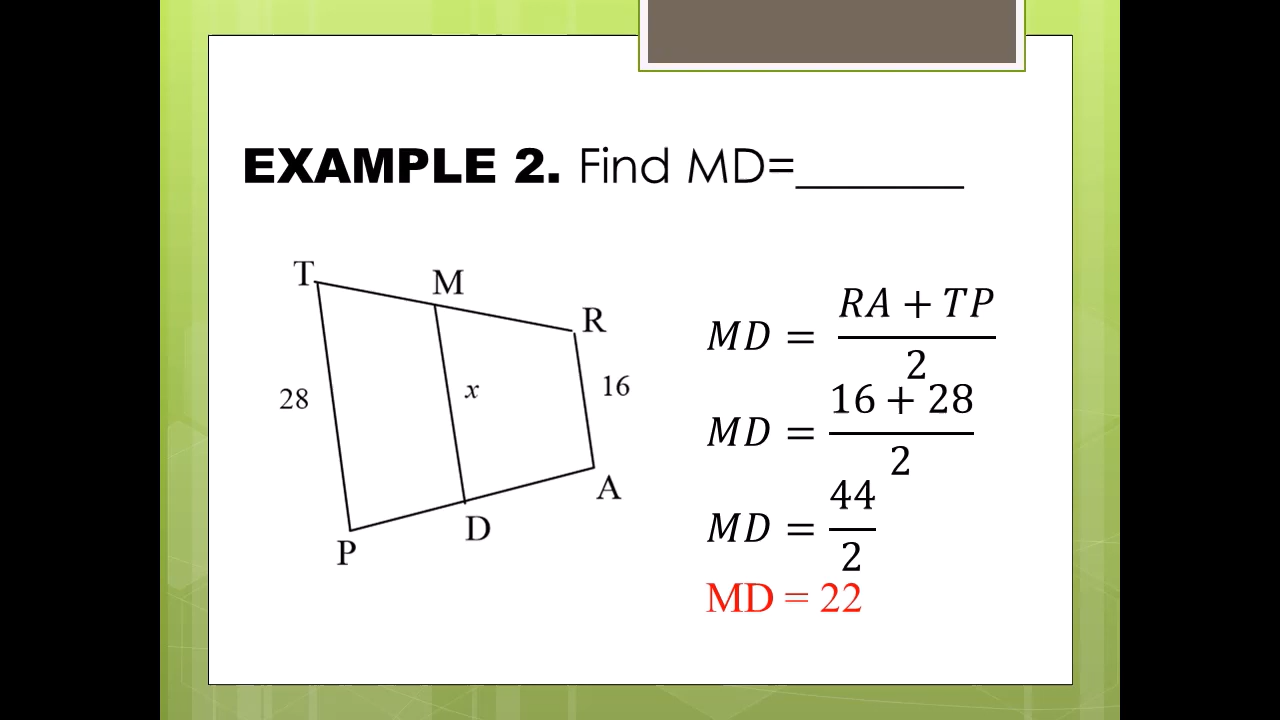 EXAMPLE 2. Find MD=_______
T
M
R
28
x
16
A
D
P
MD = RA + TP / 2
MD = 16 + 28 / 2
MD = 44 / 2
MD = 22